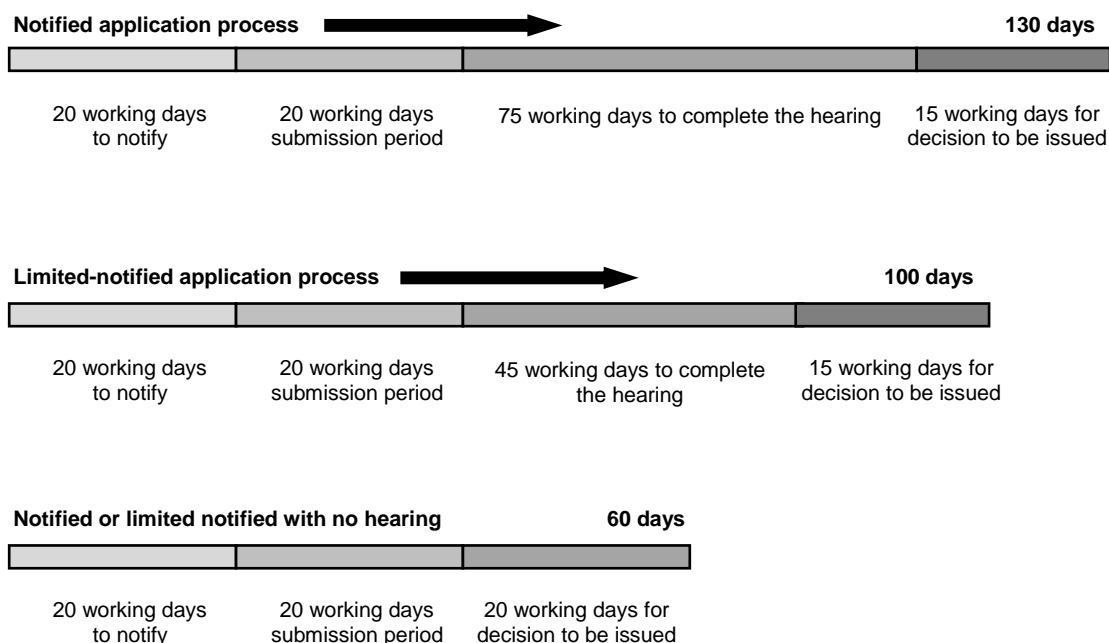 Notified application process 130 days
20 working days
to notify
20 working days
submission period
75 working days to complete the hearing
15 working days for
decision to be issued
Limited-notified application process 100 days
20 working days
to notify
20 working days
submission period
45 working days to complete
the hearing
15 working days for
decision to be issued
Notified or limited notified with no hearing 60 days
20 working days
to notify
20 working days
submission period
20 working days for
decision to be issued